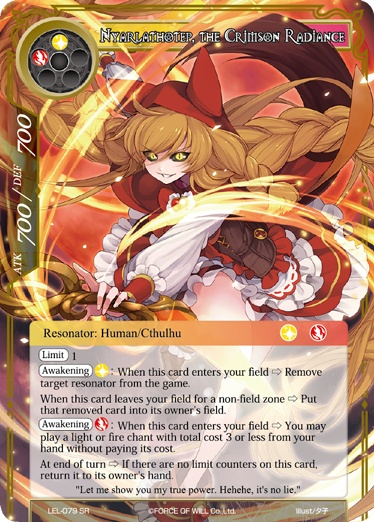 Nyarlathotep, the Crimson Radiance
ATK 700 / DEF 700
Resonator: Human/Cthulhu
Limit 1
Awakening : When this card enters your field ⇨ Remove
target resonator from the game.
When this card leaves your field for a non-field zone ⇨ Put
that removed card into its owner's field.
Awakening : When this card enters your field ⇨ You may
play a light or fire chant with total cost 3 or less from your
hand without paying its cost.
At end of turn ⇨ If there are no limit counters on this card,
return it to its owner's hand.
"Let me show you my true power. Hehehe, it's no lie."
LEL-079 SR ©FORCE OF WILL Co.,Ltd. Illust/夕子